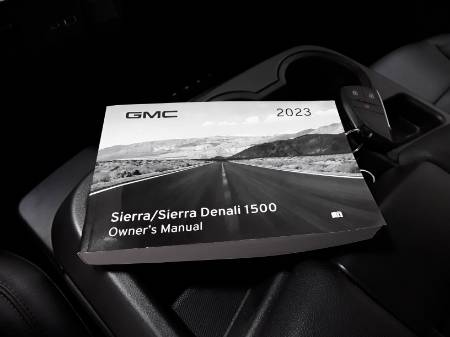 GMC 2023
Sierra/Sierra Denali 1500
Owner's Manual